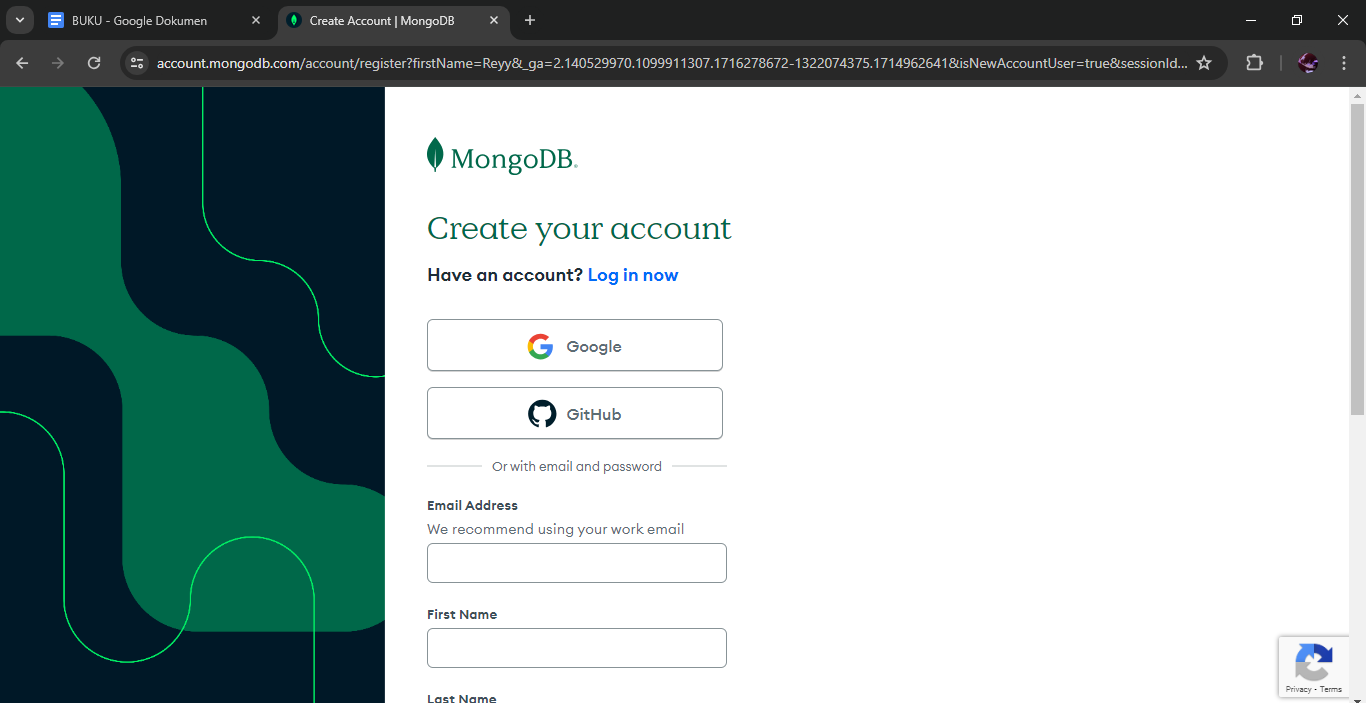 BUKU - Google Dokumen
Create Account | MongoDB
account.mongodb.com/account/register?firstName=Reyy&_ga=2.140529970.1099911307.1716278672-1322074375.1714962641&isNewAccountUser=true&sessionId...
MongoDB.
Create your account
Have an account? Log in now
Google
GitHub
Or with email and password
Email Address
We recommend using your work email
First Name
Last Name
Privacy - Terms